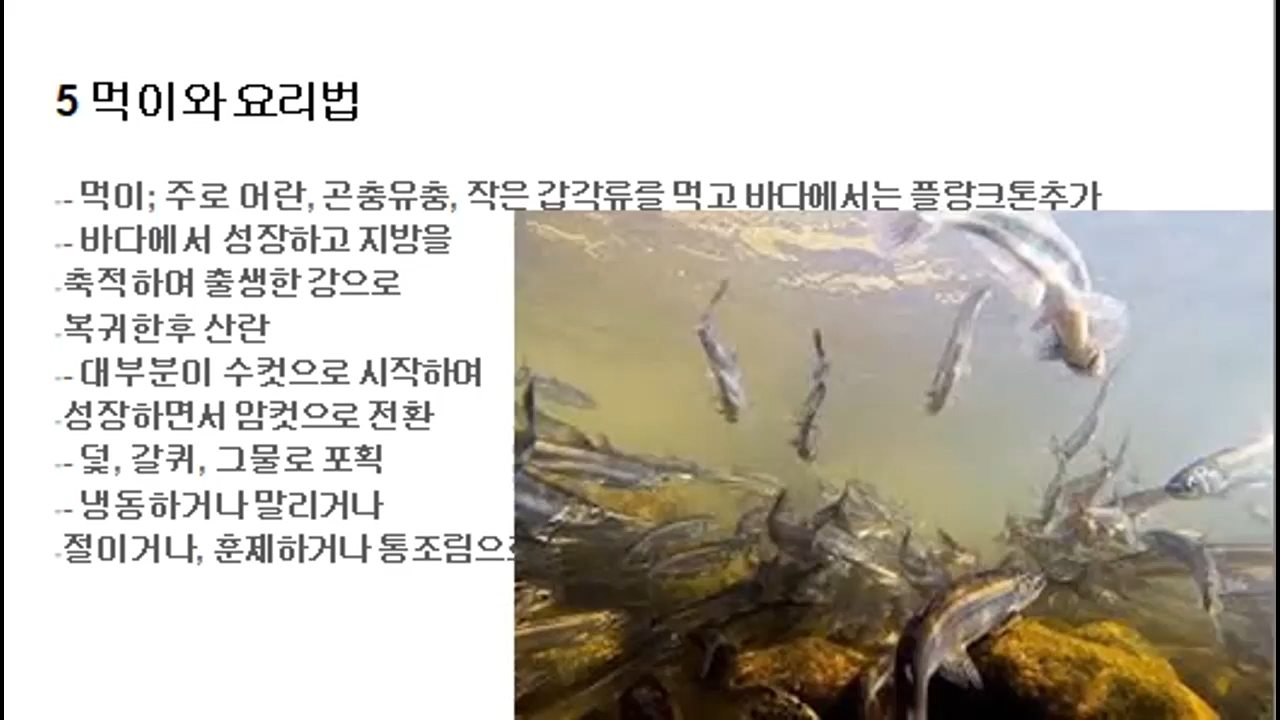 5 먹이와 요리법
- 먹이; 주로 어란, 곤충유충, 작은 갑각류를 먹고 바다에서는 플랑크톤추가
- 바다에서 성장하고 지방을
축적하여 출생한 강으로
복귀한후 산란
- 대부분이 수컷으로 시작하여
성장하면서 암컷으로 전환
- 덫, 갈퀴, 그물로 포획
- 냉동하거나 말리거나
절이거나, 훈제하거나